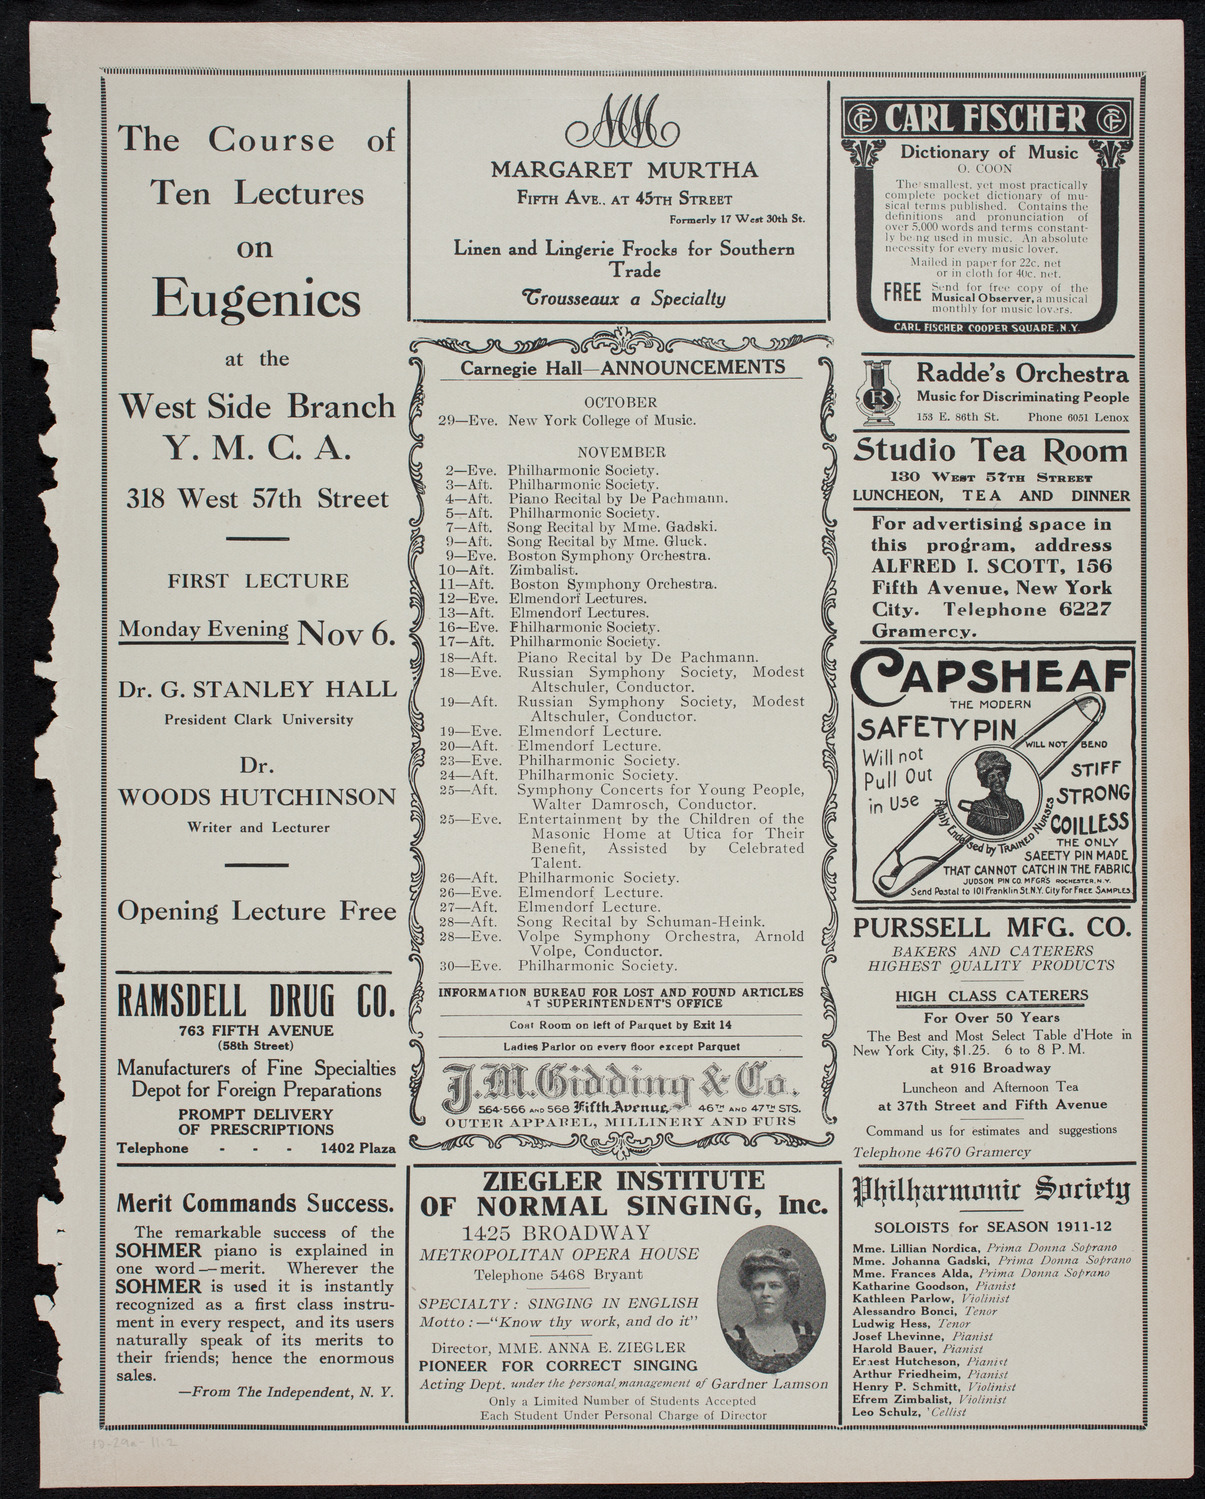 The Course of
Ten Lectures
on
Eugenics
at the
West Side Branch
Y. M. C. A.
318 West 57th Street
FIRST LECTURE
Monday Evening Nov 6.
Dr. G. STANLEY HALL
President Clark University
Dr.
WOODS HUTCHINSON
Writer and Lecturer
Opening Lecture Free
RAMSDELL DRUG CO.
763 FIFTH AVENUE
(58th Street)
Manufacturers of Fine Specialties
Depot for Foreign Preparations
PROMPT DELIVERY
OF PRESCRIPTIONS
Telephone - - - 1402 Plaza
Merit Commands Success.
The remarkable success of the
SOHMER piano is explained in
one word—merit. Wherever the
SOHMER is used it is instantly
recognized as a first class instru-
ment in every respect, and its users
naturally speak of its merits to
their friends; hence the enormous
sales.
—From The Independent, N. Y.
MM
MARGARET MURTHA
FIFTH AVE., AT 45TH STREET
Formerly 17 West 30th St.
Linen and Lingerie Frocks for Southern
Trade
Trousseaux a Specialty
Carnegie Hall—ANNOUNCEMENTS
OCTOBER
29—Eve. New York College of Music.
NOVEMBER
2—Eve. Philharmonic Society.
3—Aft. Philharmonic Society.
4—Aft. Piano Recital by De Pachmann.
5—Aft. Philharmonic Society.
7—Aft. Song Recital by Mme. Gadski.
9—Aft. Song Recital by Mme. Gluck.
9—Eve. Boston Symphony Orchestra.
10—Aft. Zimbalist.
11—Aft. Boston Symphony Orchestra.
12—Eve. Elmendorf Lectures.
13—Aft. Elmendorf Lectures.
16—Eve. Philharmonic Society.
17—Aft. Philharmonic Society.
18—Aft. Piano Recital by De Pachmann.
18—Eve. Russian Symphony Society, Modest
Altschuler, Conductor.
19—Aft. Russian Symphony Society, Modest
Altschuler, Conductor.
19—Eve. Elmendorf Lecture.
20—Aft. Elmendorf Lecture.
23—Eve. Philharmonic Society.
24—Aft. Philharmonic Society.
25—Aft. Symphony Concerts for Young People,
Walter Damrosch, Conductor.
25—Eve. Entertainment by the Children of the
Masonic Home at Utica for Their
Benefit, Assisted by Celebrated
Talent.
26—Aft. Philharmonic Society.
26—Eve. Elmendorf Lecture.
27—Aft. Elmendorf Lecture.
28—Aft. Song Recital by Schuman-Heink.
28—Eve. Volpe Symphony Orchestra, Arnold
Volpe, Conductor.
30—Eve. Philharmonic Society.
INFORMATION BUREAU FOR LOST AND FOUND ARTICLES
AT SUPERINTENDENT'S OFFICE
Coat Room on left of Parquet by Exit 14
Ladies Parlor on every floor except Parquet
J.M. Gidding & Co.
564-566 AND 568 Fifth Avenue, 46TH AND 47TH STS.
OUTER APPAREL, MILLINERY AND FURS
ZIEGLER INSTITUTE
OF NORMAL SINGING, Inc.
1425 BROADWAY
METROPOLITAN OPERA HOUSE
Telephone 5468 Bryant
SPECIALTY: SINGING IN ENGLISH
Motto:—"Know thy work, and do it"
Director, MME. ANNA E. ZIEGLER
PIONEER FOR CORRECT SINGING
Acting Dept. under the personal management of Gardner Lamson
Only a Limited Number of Students Accepted
Each Student Under Personal Charge of Director
CF CARL FISCHER CF
Dictionary of Music
O. COON
The smallest, yet most practically
complete pocket dictionary of mu-
sical terms published. Contains the
definitions and pronunciation of
over 5,000 words and terms constant-
ly being used in music. An absolute
necessity for every music lover.
Mailed in paper for 22c. net
or in cloth for 40c. net.
FREE Send for free copy of the
Musical Observer, a musical
monthly for music lovers.
CARL FISCHER COOPER SQUARE. N.Y.
R
Radde's Orchestra
Music for Discriminating People
153 E. 86th St. Phone 6051 Lenox
Studio Tea Room
130 WEST 57TH STREET
LUNCHEON, TEA AND DINNER
For advertising space in
this program, address
ALFRED I. SCOTT, 156
Fifth Avenue, New York
City. Telephone 6227
Gramercy.
CAPSHEAF
THE MODERN
SAFETY PIN
WILL NOT BEND
Will not
Pull Out
in Use
STIFF
STRONG
COILLESS
Highly Endorsed by TRAINED NURSES
THE ONLY
SAFETY PIN MADE
THAT CANNOT CATCH IN THE FABRIC
JUDSON PIN CO. MFGR'S ROCHESTER, N.Y.
Send Postal to 101 Franklin St. N.Y. City for FREE SAMPLES.
PURSSELL MFG. CO.
BAKERS AND CATERERS
HIGHEST QUALITY PRODUCTS
HIGH CLASS CATERERS
For Over 50 Years
The Best and Most Select Table d'Hote in
New York City, $1.25. 6 to 8 P. M.
at 916 Broadway
Luncheon and Afternoon Tea
at 37th Street and Fifth Avenue
Command us for estimates and suggestions
Telephone 4670 Gramercy
Philharmonic Society
SOLOISTS for SEASON 1911-12
Mme. Lillian Nordica, Prima Donna Soprano
Mme. Johanna Gadski, Prima Donna Soprano
Mme. Frances Alda, Prima Donna Soprano
Katharine Goodson, Pianist
Kathleen Parlow, Violinist
Alessandro Bonci, Tenor
Ludwig Hess, Tenor
Josef Lhevinne, Pianist
Harold Bauer, Pianist
Ernest Hutcheson, Pianist
Arthur Friedheim, Pianist
Henry P. Schmitt, Violinist
Efrem Zimbalist, Violinist
Leo Schulz, 'Cellist